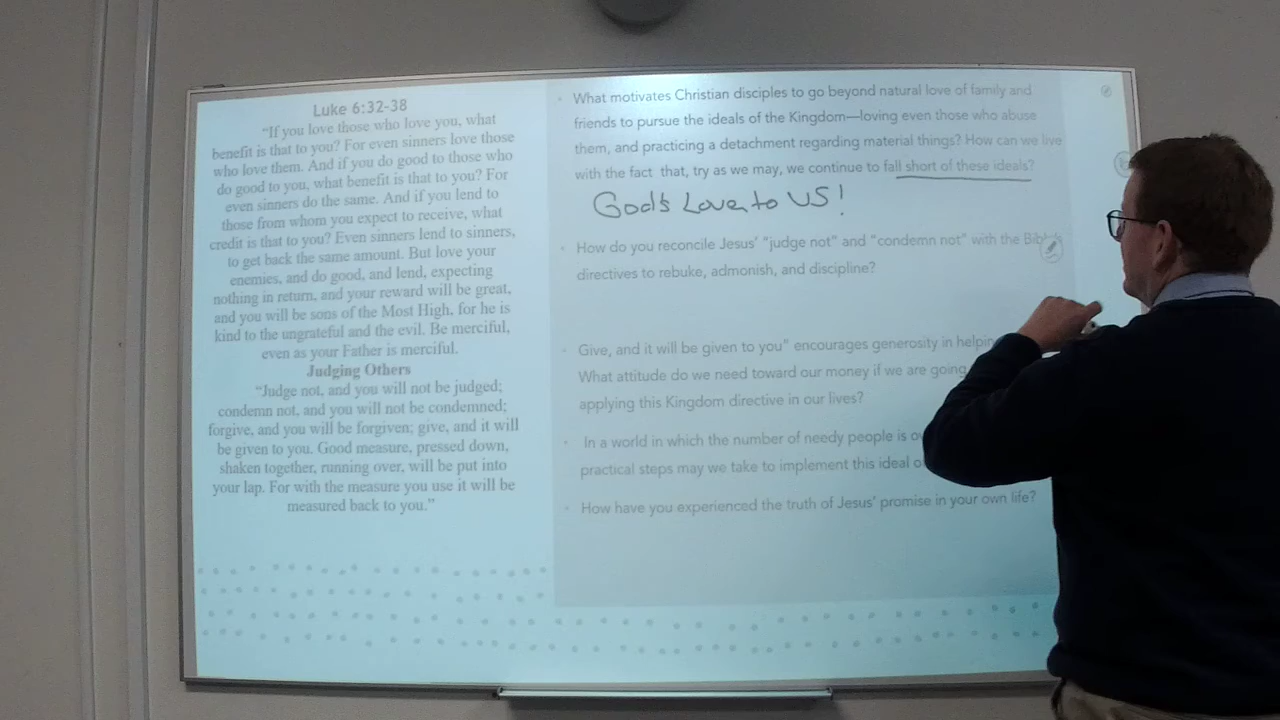 Luke 6:32-38
"If you love those who love you, what
benefit is that to you? For even sinners love those
who love them. And if you do good to those who
do good to you, what benefit is that to you? For
even sinners do the same. And if you lend to
those from whom you expect to receive, what
credit is that to you? Even sinners lend to sinners,
to get back the same amount. But love your
enemies, and do good, and lend, expecting
nothing in return, and your reward will be great,
and you will be sons of the Most High, for he is
kind to the ungrateful and the evil. Be merciful,
even as your Father is merciful.
Judging Others
"Judge not, and you will not be judged;
condemn not, and you will not be condemned;
forgive, and you will be forgiven; give, and it will
be given to you. Good measure, pressed down,
shaken together, running over, will be put into
your lap. For with the measure you use it will be
measured back to you."
• What motivates Christian disciples to go beyond natural love of family and
friends to pursue the ideals of the Kingdom—loving even those who abuse
them, and practicing a detachment regarding material things? How can we live
with the fact that, try as we may, we continue to fall short of these ideals?
God's Love to US!
• How do you reconcile Jesus' "judge not" and "condemn not" with the Bible's
directives to rebuke, admonish, and discipline?
• Give, and it will be given to you" encourages generosity in
What attitude do we need toward our money if we are going
applying this Kingdom directive in our lives?
• In a world in which the number of needy people is
practical steps may we take to implement this ideal
• How have you experienced the truth of Jesus' promise in your own life?